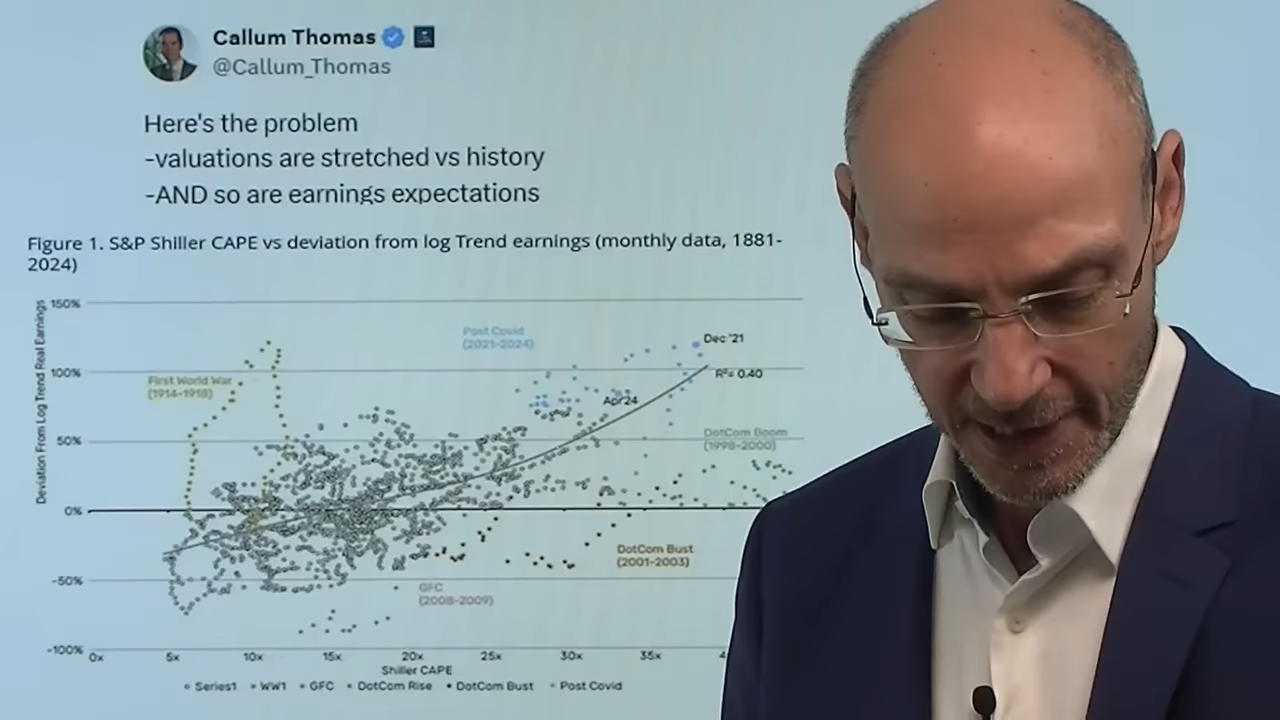 Callum Thomas
@Callum_Thomas
Here's the problem
-valuations are stretched vs history
-AND so are earnings expectations
Figure 1. S&P Shiller CAPE vs deviation from log Trend earnings (monthly data, 1881-
2024)
Deviation From Log Trend Real Earnings
150%
100%
50%
0%
-50%
-100%
First World War
(1914-1918)
Post Covid
(2021-2024)
Dec '21
R²= 0.40
Apr24
DotCom Boom
(1998-2000)
DotCom Bust
(2001-2003)
GFC
(2008-2009)
0x 5x 10x 15x 20x 25x 30x 35x 4
Shiller CAPE
Series1 WW1 GFC DotCom Rise DotCom Bust Post Covid